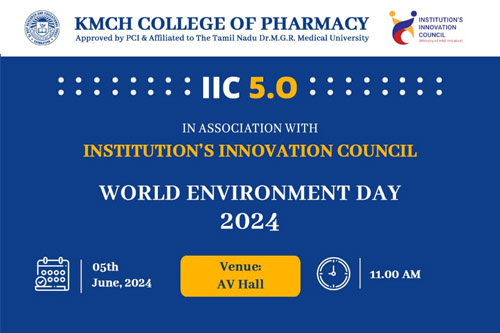 KMCH COLLEGE OF PHARMACY
Approved by PCI & Affiliated to The Tamil Nadu Dr.M.G.R. Medical University
INSTITUTION'S
INNOVATION
COUNCIL
IIC 5.0
IN ASSOCIATION WITH
INSTITUTION'S INNOVATION COUNCIL
WORLD ENVIRONMENT DAY
2024
05th
June, 2024
Venue:
AV Hall
11.00 AM